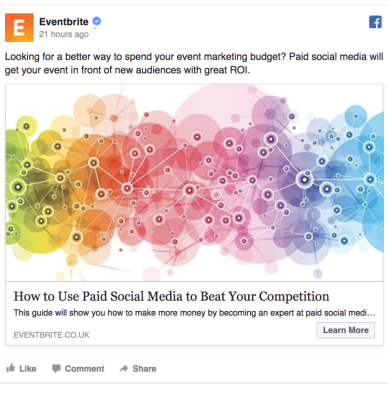 Eventbrite
21 hours ago
Looking for a better way to spend your event marketing budget? Paid social media will
get your event in front of new audiences with great ROI.
How to Use Paid Social Media to Beat Your Competition
This guide will show you how to make more money by becoming an expert at paid social medi...
EVENTBRITE.CO.UK
Learn More
Like Comment Share